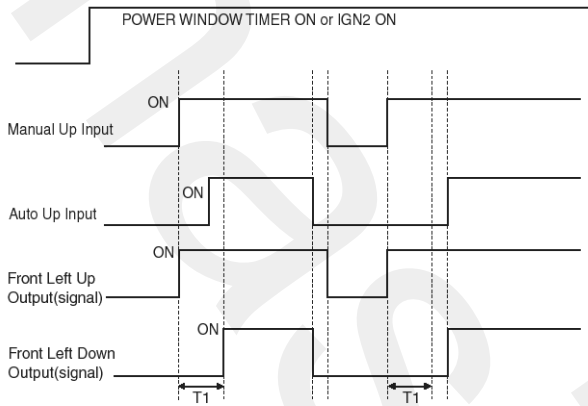 POWER WINDOW TIMER ON or IGN2 ON
ON
Manual Up Input
ON
Auto Up Input
ON
Front Left Up
Output(signal)
ON
Front Left Down
Output(signal)
T1
T1